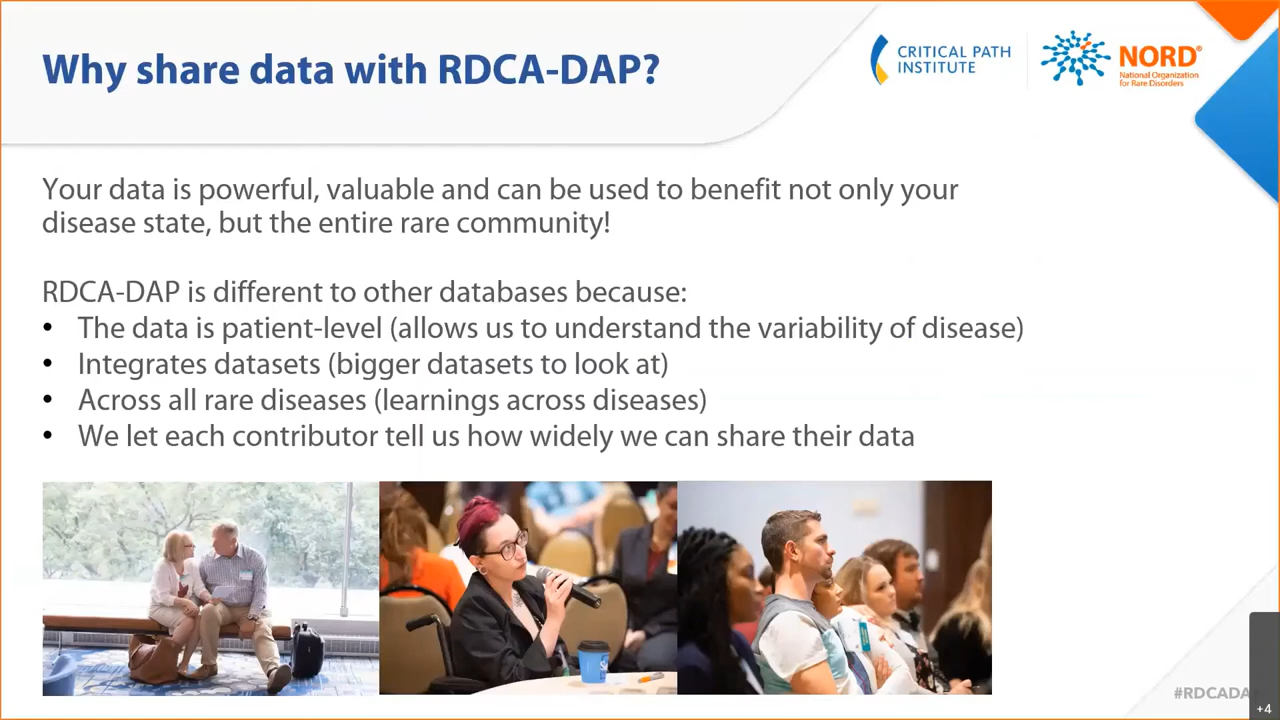 Why share data with RDCA-DAP?
CRITICAL PATH
INSTITUTE
NORD®
National Organization
for Rare Disorders
Your data is powerful, valuable and can be used to benefit not only your
disease state, but the entire rare community!
RDCA-DAP is different to other databases because:
• The data is patient-level (allows us to understand the variability of disease)
• Integrates datasets (bigger datasets to look at)
• Across all rare diseases (learnings across diseases)
• We let each contributor tell us how widely we can share their data
+4